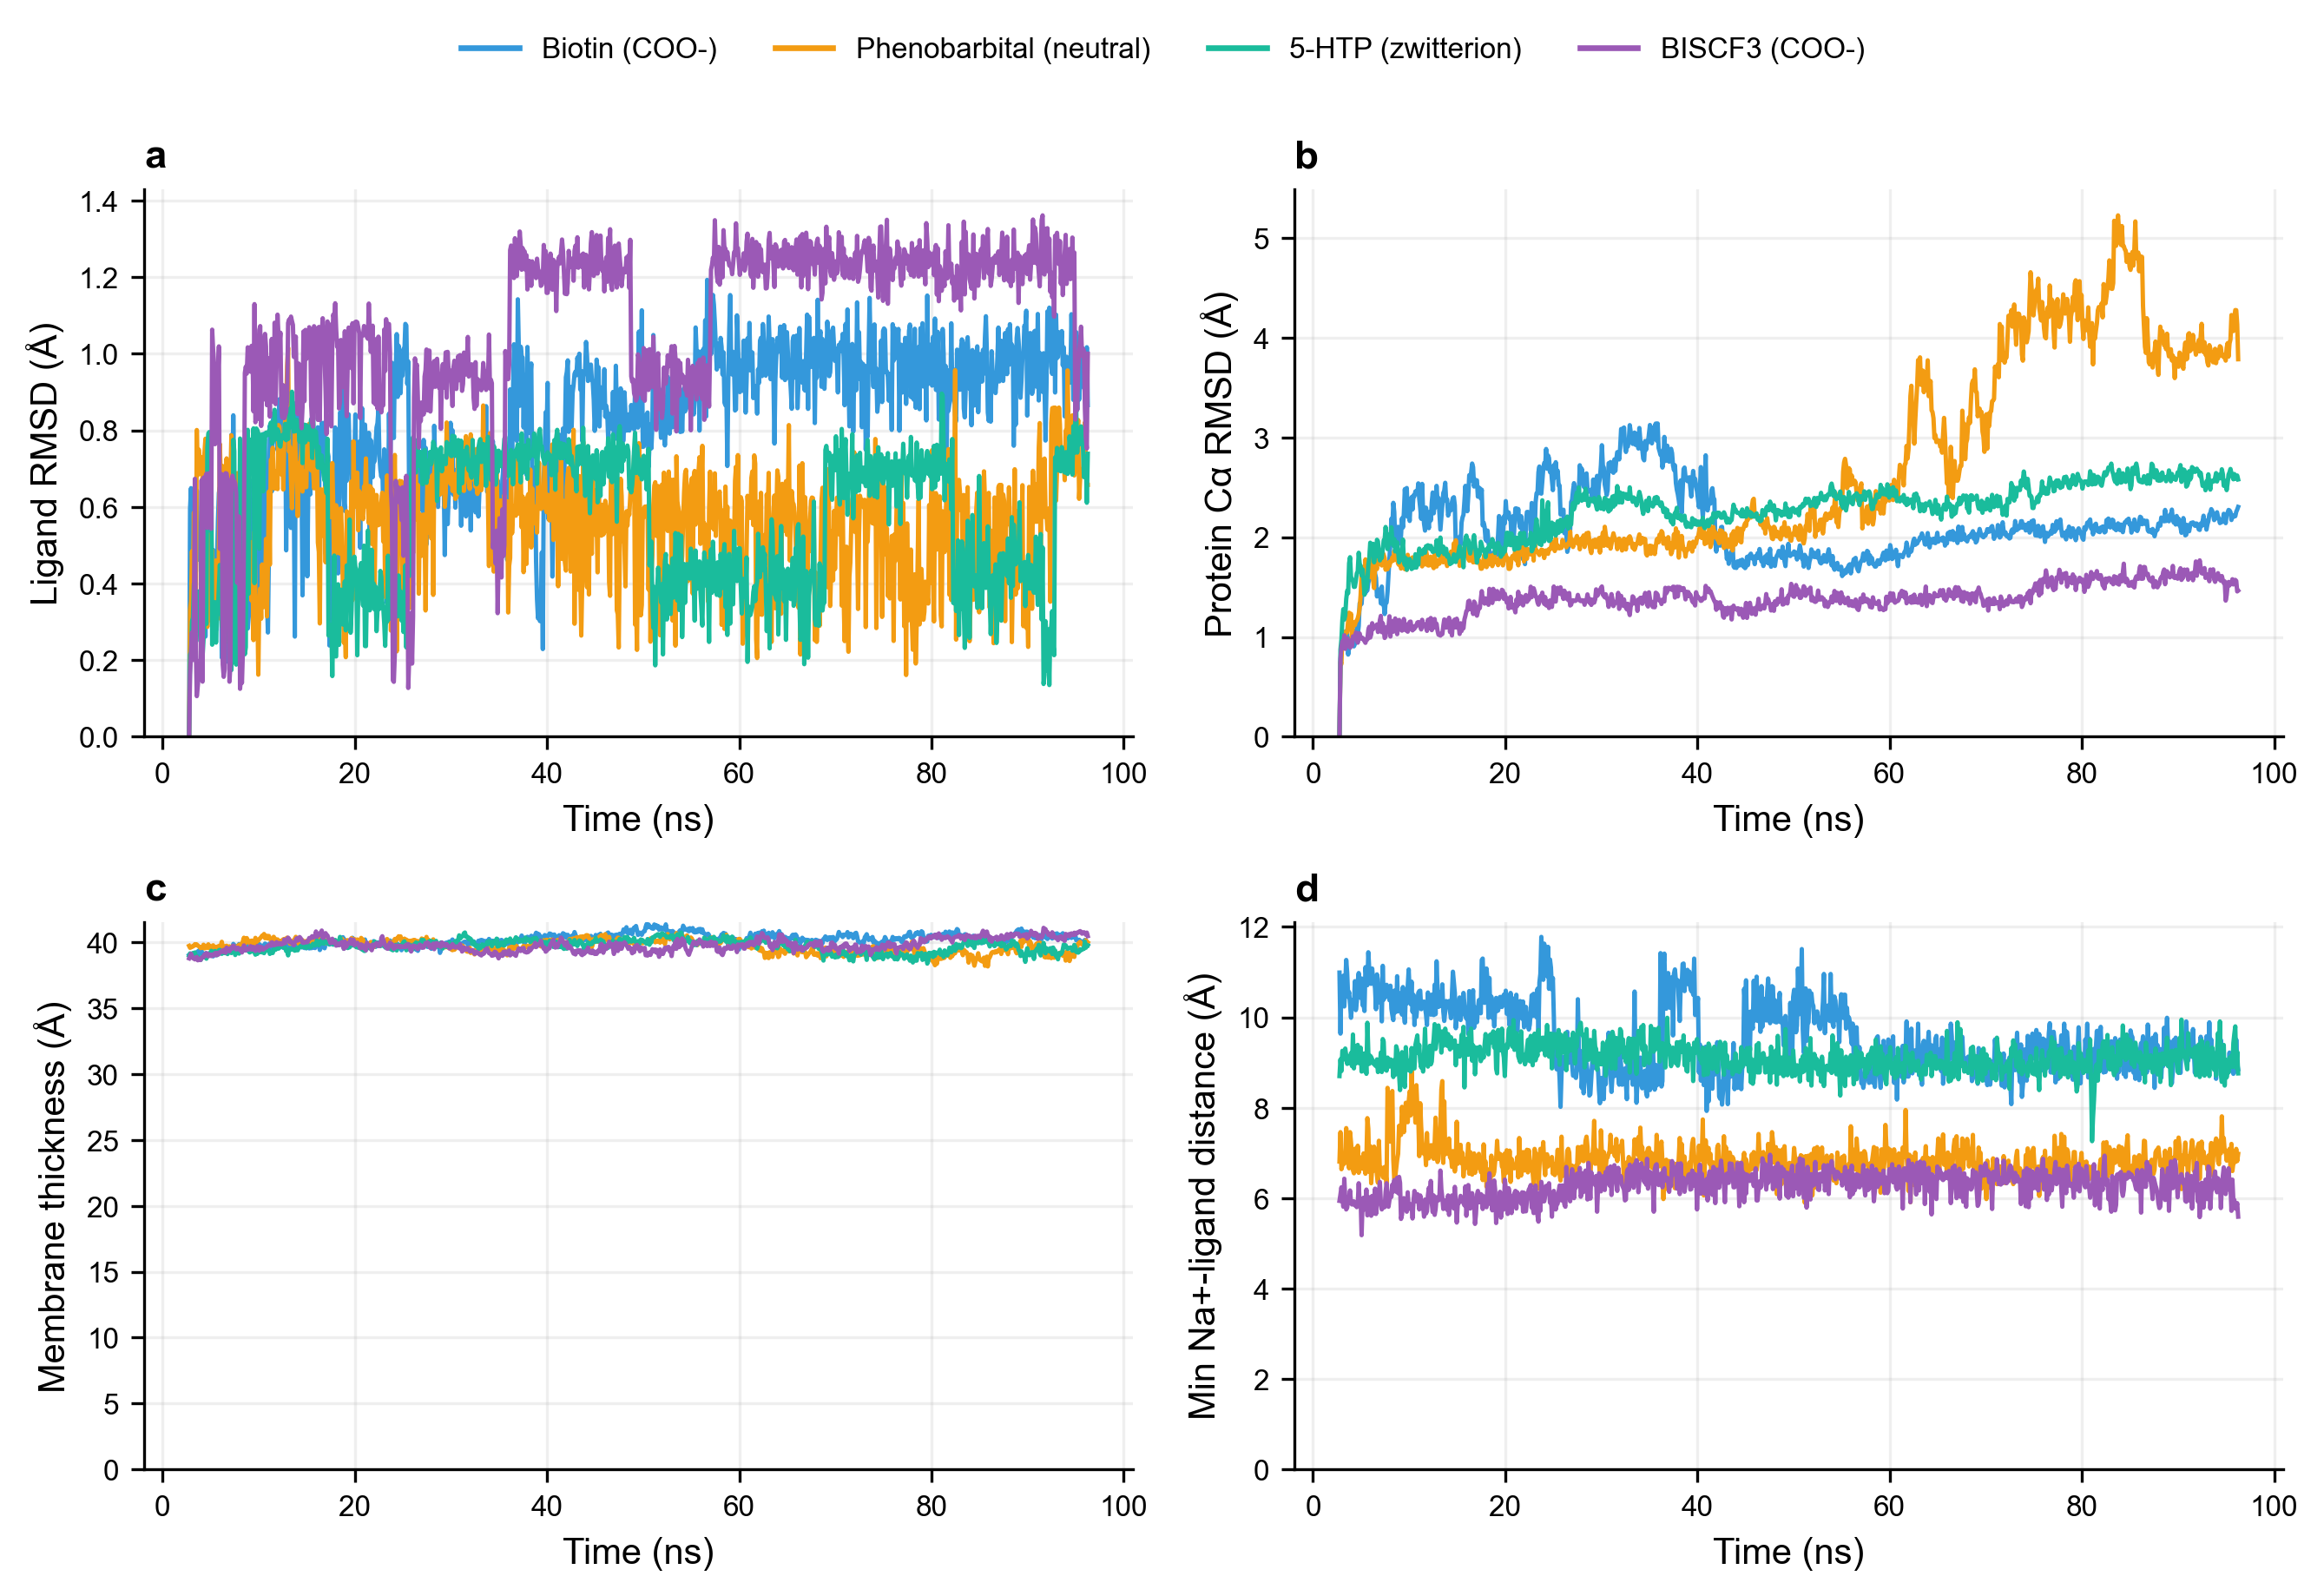 Biotin (COO-) Phenobarbital (neutral) 5-HTP (zwitterion) BISCF3 (COO-)
a
Ligand RMSD (Å)
1.4
1.2
1.0
0.8
0.6
0.4
0.2
0.0
0 20 40 60 80 100
Time (ns)
b
Protein Cα RMSD (Å)
5
4
3
2
1
0
0 20 40 60 80 100
Time (ns)
c
Membrane thickness (Å)
40
35
30
25
20
15
10
5
0
0 20 40 60 80 100
Time (ns)
d
Min Na+-ligand distance (Å)
12
10
8
6
4
2
0
0 20 40 60 80 100
Time (ns)